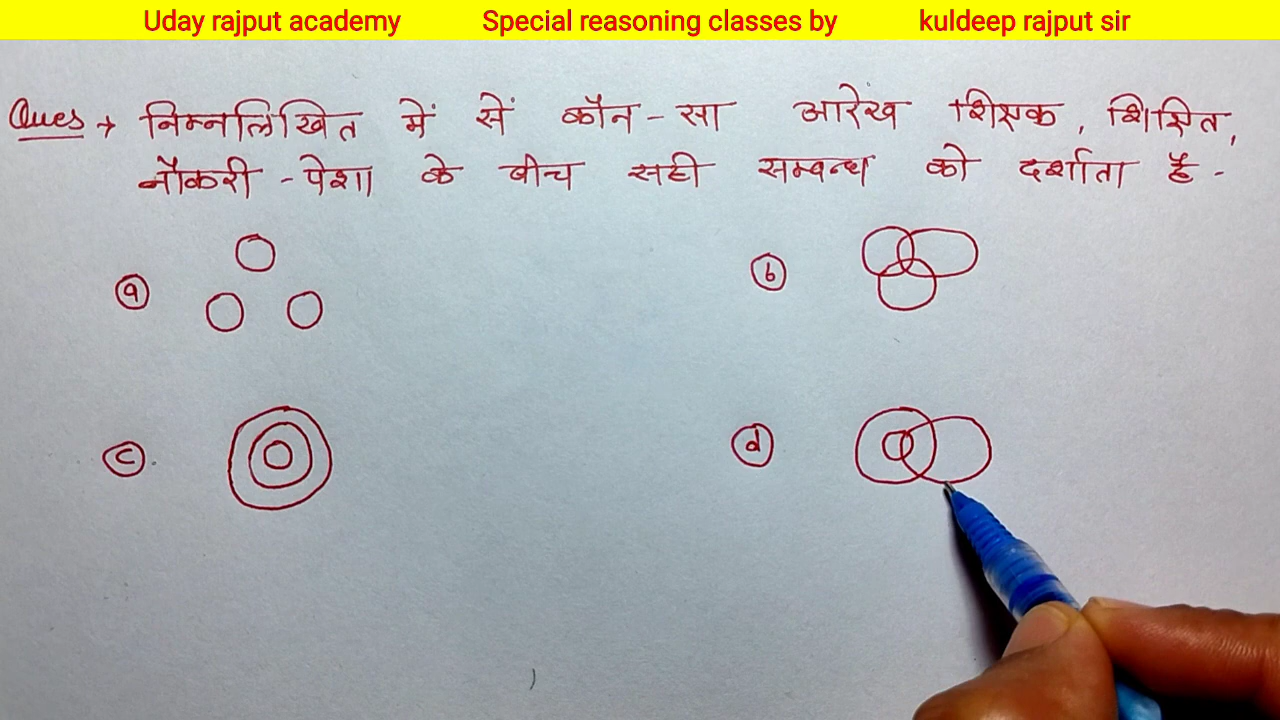 Uday rajput academy Special reasoning classes by kuldeep rajput sir
Ques → निम्नलिखित में सें कौन-सा आरेंख शिक्षक, शिक्षित,
नौकरी-पेशा के बीच सही सम्बन्ध को दर्शाता है -
a
b
c
d